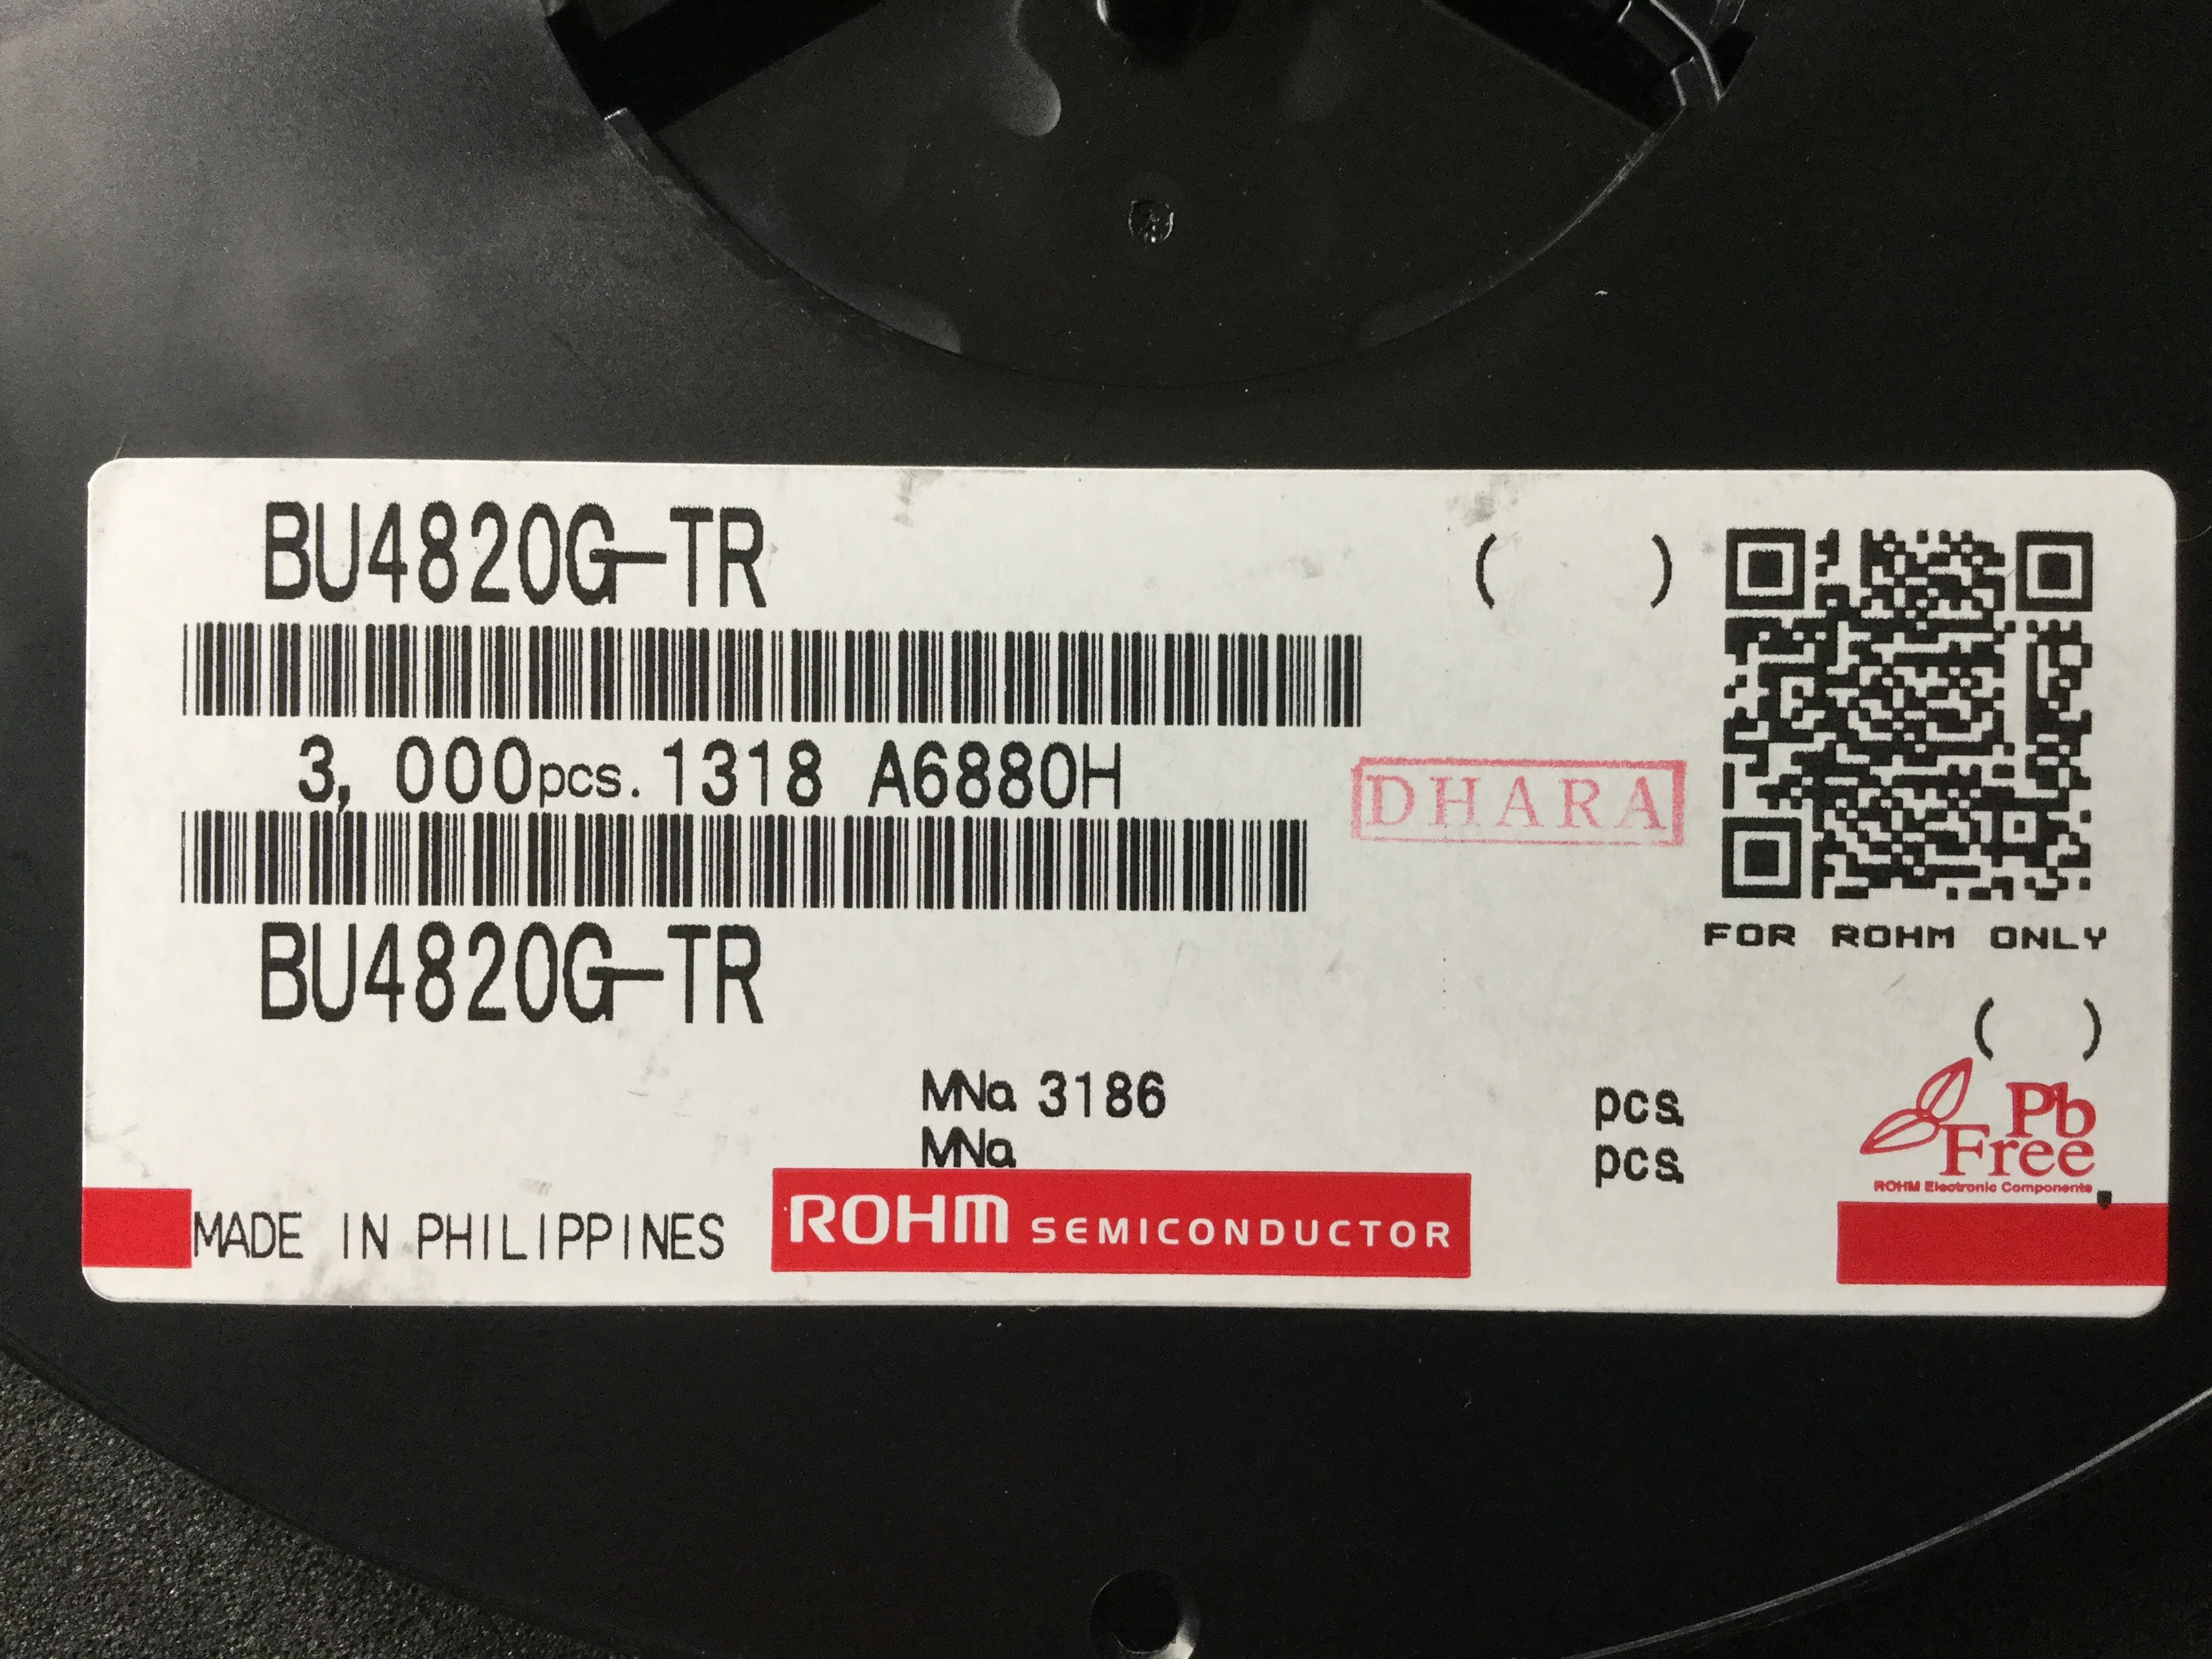 BU4820G-TR
( )
3, 000pcs. 1318 A6880H
DHARA
FOR ROHM ONLY
BU4820G-TR
( )
MNo. 3186 pcs.
MNo. pcs.
Pb
Free
ROHM Electronic Components
MADE IN PHILIPPINES
ROHM SEMICONDUCTOR